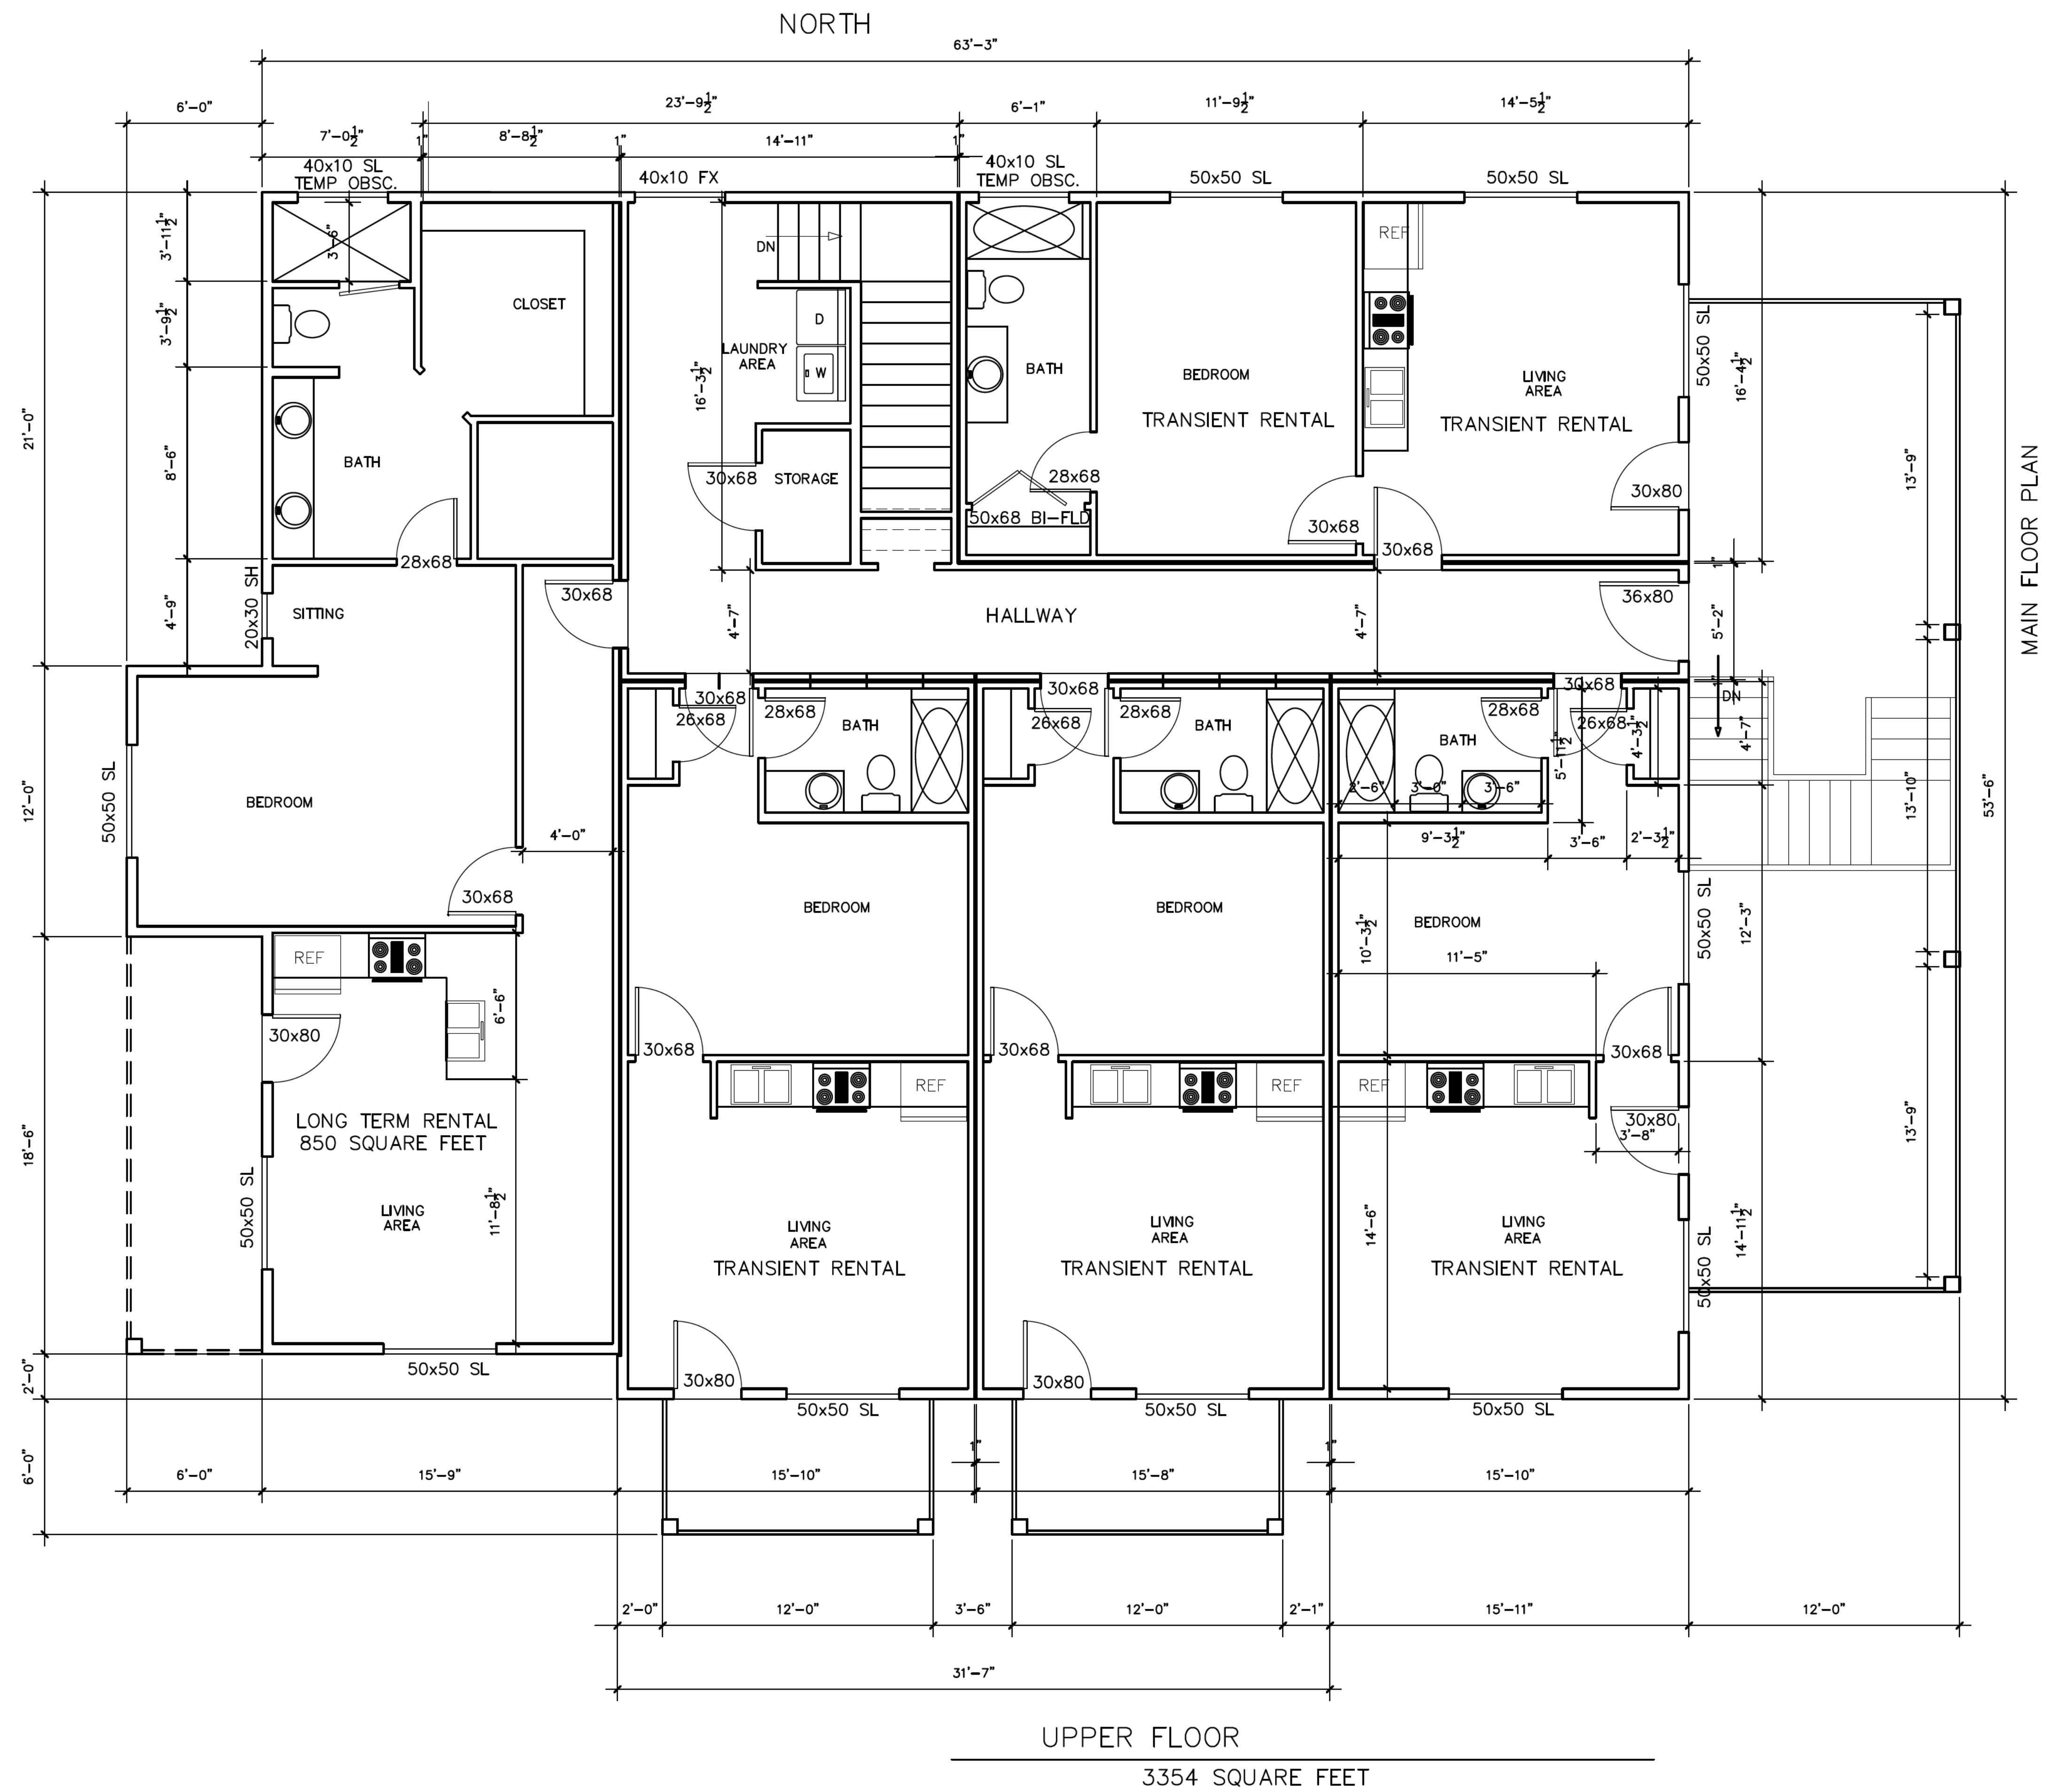 NORTH
63'-3"
6'-0"
23'-9 1/2"
6'-1"
11'-9 1/2"
14'-5 1/2"
7'-0 1/2"
1"
8'-8 1/2"
1"
14'-11"
1"
40x10 SL
TEMP OBSC.
40x10 FX
40x10 SL
TEMP OBSC.
50x50 SL
50x50 SL
3'-11 1/2"
3'-6"
DN
REF
3'-9 1/2"
CLOSET
D
LAUNDRY
AREA
W
16'-3 1/2"
BATH
BEDROOM
TRANSIENT RENTAL
LIVING
AREA
TRANSIENT RENTAL
50x50 SL
16'-4 1/2"
21'-0"
8'-6"
BATH
30x68
STORAGE
28x68
50x68 BI-FLD
30x68
30x68
30x80
13'-9"
MAIN FLOOR PLAN
28x68
4'-9"
20x30 SH
SITTING
30x68
4'-7"
HALLWAY
4'-7"
36x80
1"
5'-2"
1"
DN
30x68
26x68
28x68
BATH
30x68
26x68
28x68
BATH
30x68
28x68
26x68
BATH
5'-11 1/2"
4'-3 1/2"
4'-7"
12'-0"
50x50 SL
BEDROOM
4'-0"
2'-6"
3'-0"
3'-6"
9'-3 1/2"
3'-6"
2'-3 1/2"
13'-10"
53'-6"
30x68
BEDROOM
BEDROOM
BEDROOM
10'-3 1/2"
11'-5"
50x50 SL
12'-3"
REF
6'-6"
30x80
30x68
30x68
30x68
REF
REF
REF
30x80
3'-8"
13'-9"
18'-6"
LONG TERM RENTAL
850 SQUARE FEET
50x50 SL
LIVING
AREA
11'-8 1/2"
LIVING
AREA
TRANSIENT RENTAL
LIVING
AREA
TRANSIENT RENTAL
14'-6"
LIVING
AREA
TRANSIENT RENTAL
50x50 SL
14'-11 1/2"
2'-0"
50x50 SL
30x80
50x50 SL
30x80
50x50 SL
50x50 SL
6'-0"
6'-0"
15'-9"
15'-10"
1"
15'-8"
1"
15'-10"
2'-0"
12'-0"
3'-6"
12'-0"
2'-1"
15'-11"
12'-0"
31'-7"
UPPER FLOOR
3354 SQUARE FEET